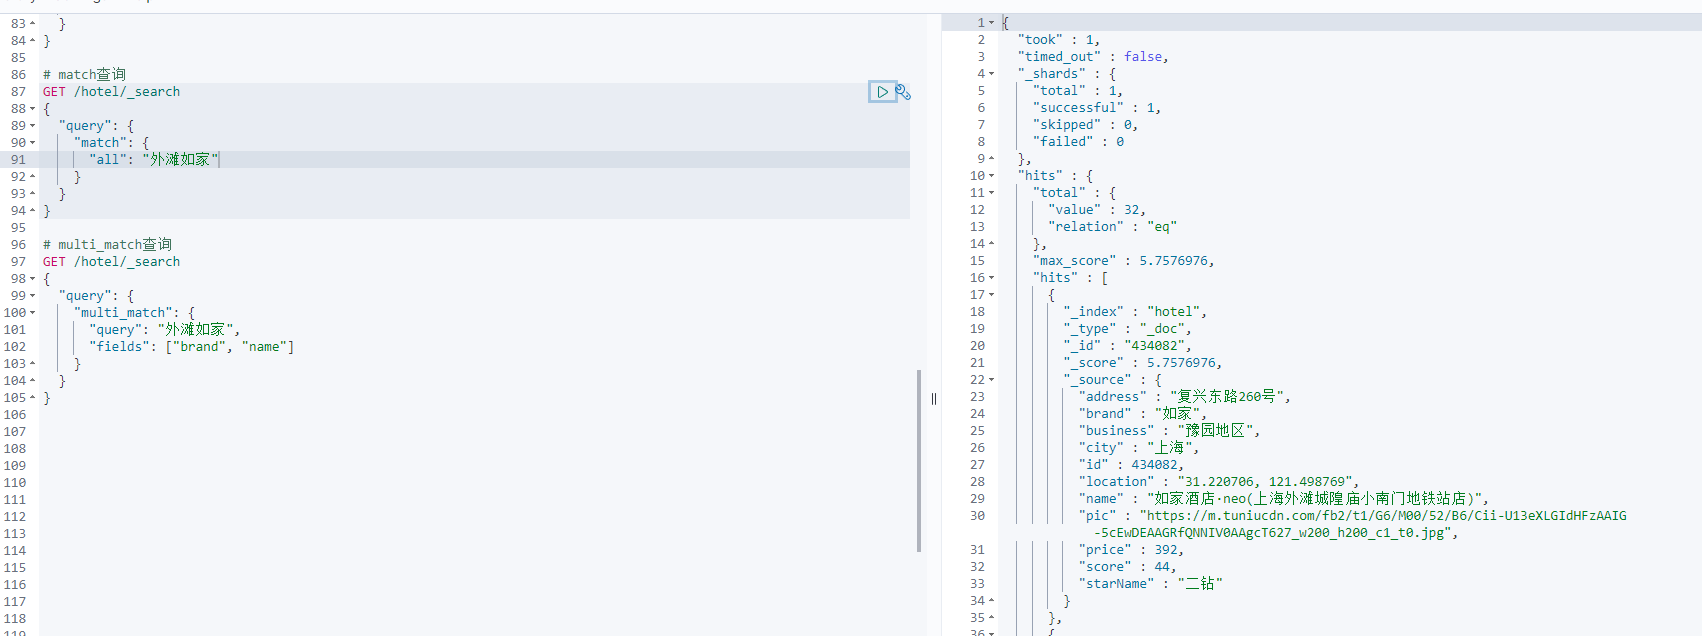 83 }
84 }
85
86 # match查询
87 GET /hotel/_search
88 {
89 "query": {
90 "match": {
91 "all": "外滩如家"
92 }
93 }
94 }
95
96 # multi_match查询
97 GET /hotel/_search
98 {
99 "query": {
100 "multi_match": {
101 "query": "外滩如家",
102 "fields": ["brand", "name"]
103 }
104 }
105 }
106
107
108
109
110
111
112
113
114
115
116
117
118
1 {
2 "took" : 1,
3 "timed_out" : false,
4 "_shards" : {
5 "total" : 1,
6 "successful" : 1,
7 "skipped" : 0,
8 "failed" : 0
9 },
10 "hits" : {
11 "total" : {
12 "value" : 32,
13 "relation" : "eq"
14 },
15 "max_score" : 5.7576976,
16 "hits" : [
17 {
18 "_index" : "hotel",
19 "_type" : "_doc",
20 "_id" : "434082",
21 "_score" : 5.7576976,
22 "_source" : {
23 "address" : "复兴东路260号",
24 "brand" : "如家",
25 "business" : "豫园地区",
26 "city" : "上海",
27 "id" : 434082,
28 "location" : "31.220706, 121.498769",
29 "name" : "如家酒店·neo(上海外滩城隍庙小南门地铁站店)",
30 "pic" : "https://m.tuniucdn.com/fb2/t1/G6/M00/52/B6/Cii-U13eXLGIdHFzAAIG
-5cEwDEAAGRfQNNIV0AAgcT627_w200_h200_c1_t0.jpg",
31 "price" : 392,
32 "score" : 44,
33 "starName" : "二钻"
34 }
35 },
36 {